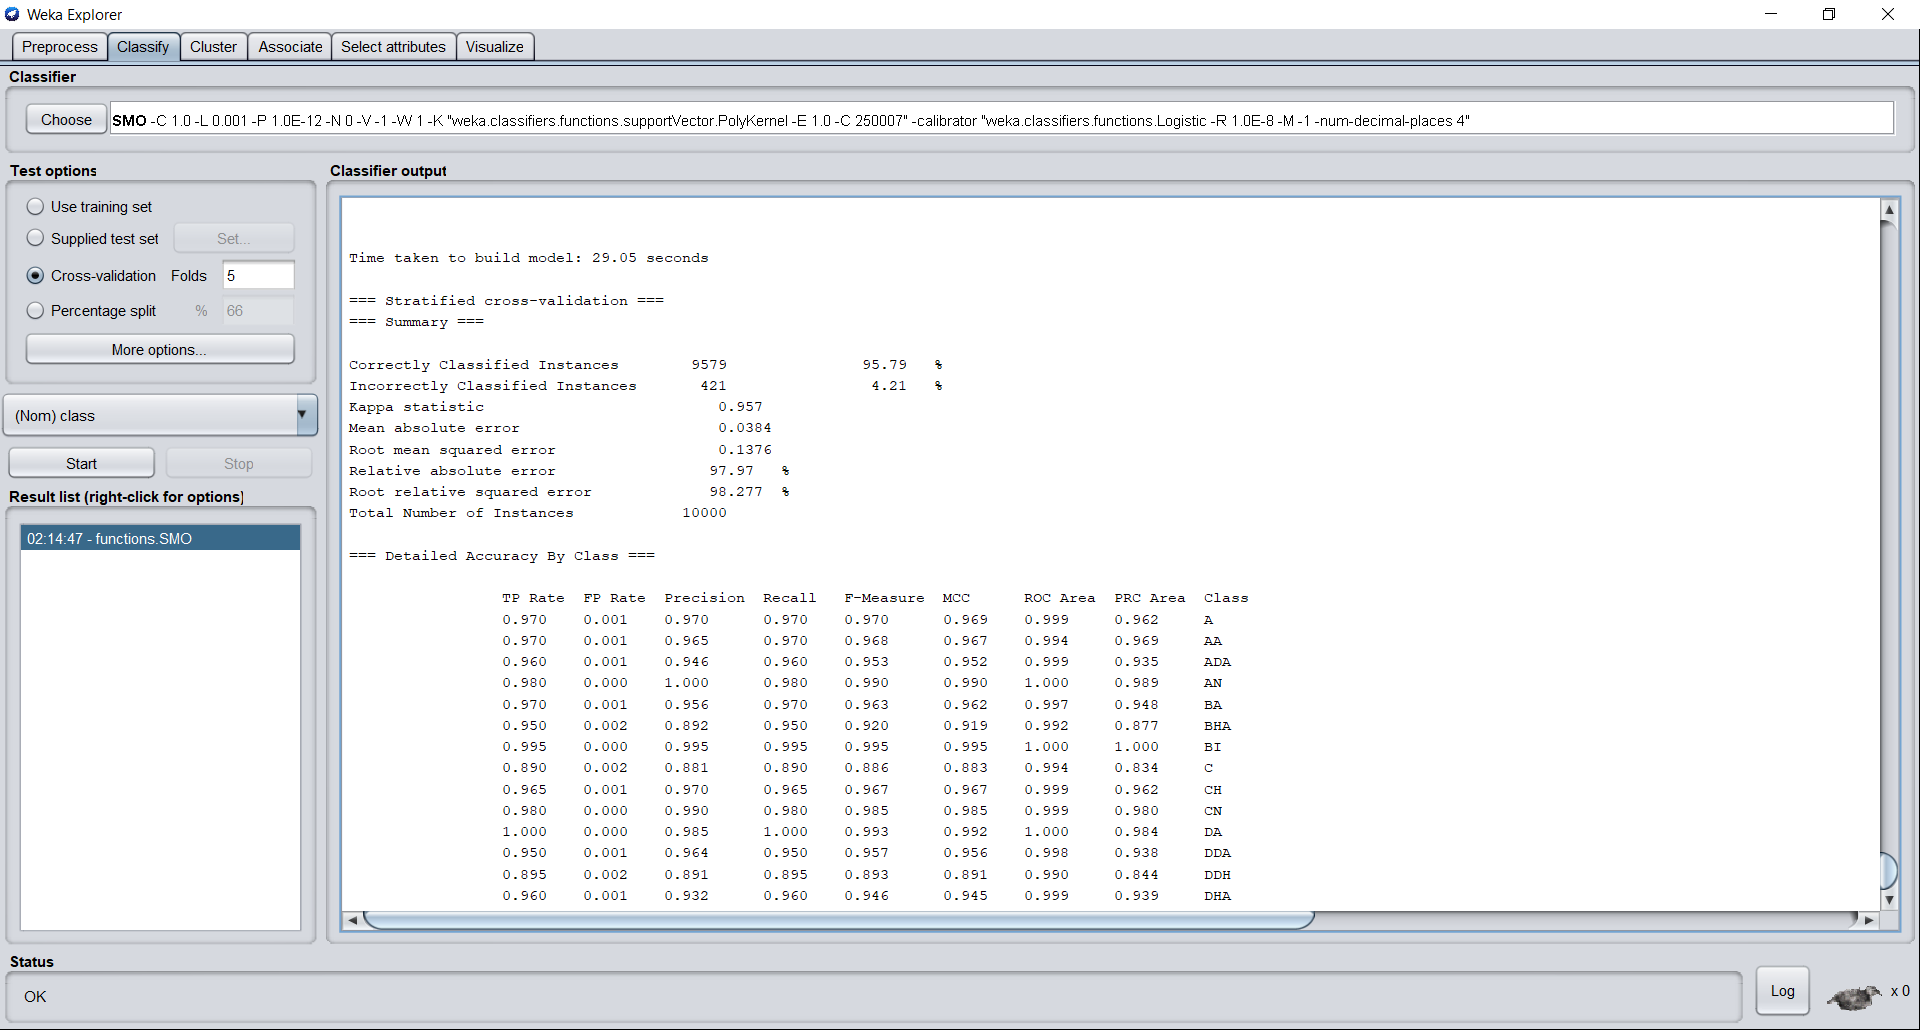 Weka Explorer
Preprocess Classify Cluster Associate Select attributes Visualize
Classifier
Choose SMO -C 1.0 -L 0.001 -P 1.0E-12 -N 0 -V -1 -W 1 -K "weka.classifiers.functions.supportVector.PolyKernel -E 1.0 -C 250007" -calibrator "weka.classifiers.functions.Logistic -R 1.0E-8 -M -1 -num-decimal-places 4"
Test options
Use training set
Supplied test set Set...
Cross-validation Folds 5
Percentage split % 66
More options...
(Nom) class
Start Stop
Result list (right-click for options)
02:14:47 - functions.SMO
Classifier output
Time taken to build model: 29.05 seconds
=== Stratified cross-validation ===
=== Summary ===
Correctly Classified Instances 9579 95.79 %
Incorrectly Classified Instances 421 4.21 %
Kappa statistic 0.957
Mean absolute error 0.0384
Root mean squared error 0.1376
Relative absolute error 97.97 %
Root relative squared error 98.277 %
Total Number of Instances 10000
=== Detailed Accuracy By Class ===
TP Rate FP Rate Precision Recall F-Measure MCC ROC Area PRC Area Class
0.970 0.001 0.970 0.970 0.970 0.969 0.999 0.962 A
0.970 0.001 0.965 0.970 0.968 0.967 0.994 0.969 AA
0.960 0.001 0.946 0.960 0.953 0.952 0.999 0.935 ADA
0.980 0.000 1.000 0.980 0.990 0.990 1.000 0.989 AN
0.970 0.001 0.956 0.970 0.963 0.962 0.997 0.948 BA
0.950 0.002 0.892 0.950 0.920 0.919 0.992 0.877 BHA
0.995 0.000 0.995 0.995 0.995 0.995 1.000 1.000 BI
0.890 0.002 0.881 0.890 0.886 0.883 0.994 0.834 C
0.965 0.001 0.970 0.965 0.967 0.967 0.999 0.962 CH
0.980 0.000 0.990 0.980 0.985 0.985 0.999 0.980 CN
1.000 0.000 0.985 1.000 0.993 0.992 1.000 0.984 DA
0.950 0.001 0.964 0.950 0.957 0.956 0.998 0.938 DDA
0.895 0.002 0.891 0.895 0.893 0.891 0.990 0.844 DDH
0.960 0.001 0.932 0.960 0.946 0.945 0.999 0.939 DHA
Status
OK
Log
x 0